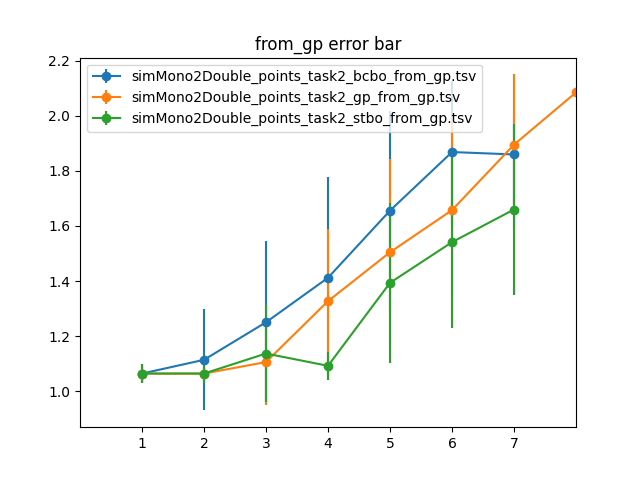 from_gp error bar
2.2
simMono2Double_points_task2_bcbo_from_gp.tsv
simMono2Double_points_task2_gp_from_gp.tsv
simMono2Double_points_task2_stbo_from_gp.tsv
2.0
1.8
1.6
1.4
1.2
1.0
1 2 3 4 5 6 7